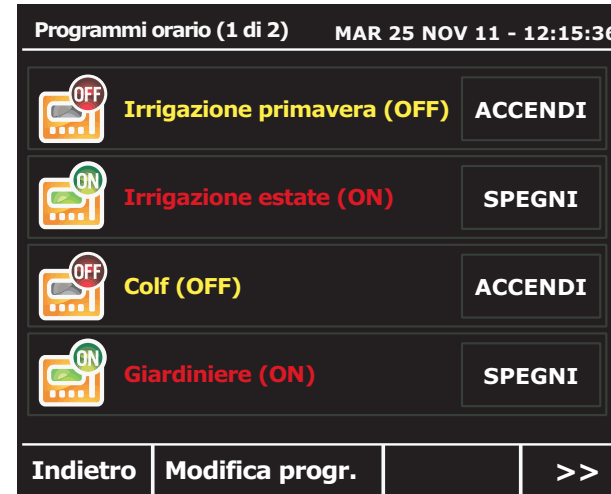 Programmi orario (1 di 2) MAR 25 NOV 11 - 12:15:36
OFF
Irrigazione primavera (OFF) ACCENDI
ON
Irrigazione estate (ON) SPEGNI
OFF
Colf (OFF) ACCENDI
ON
Giardiniere (ON) SPEGNI
Indietro Modifica progr. >>